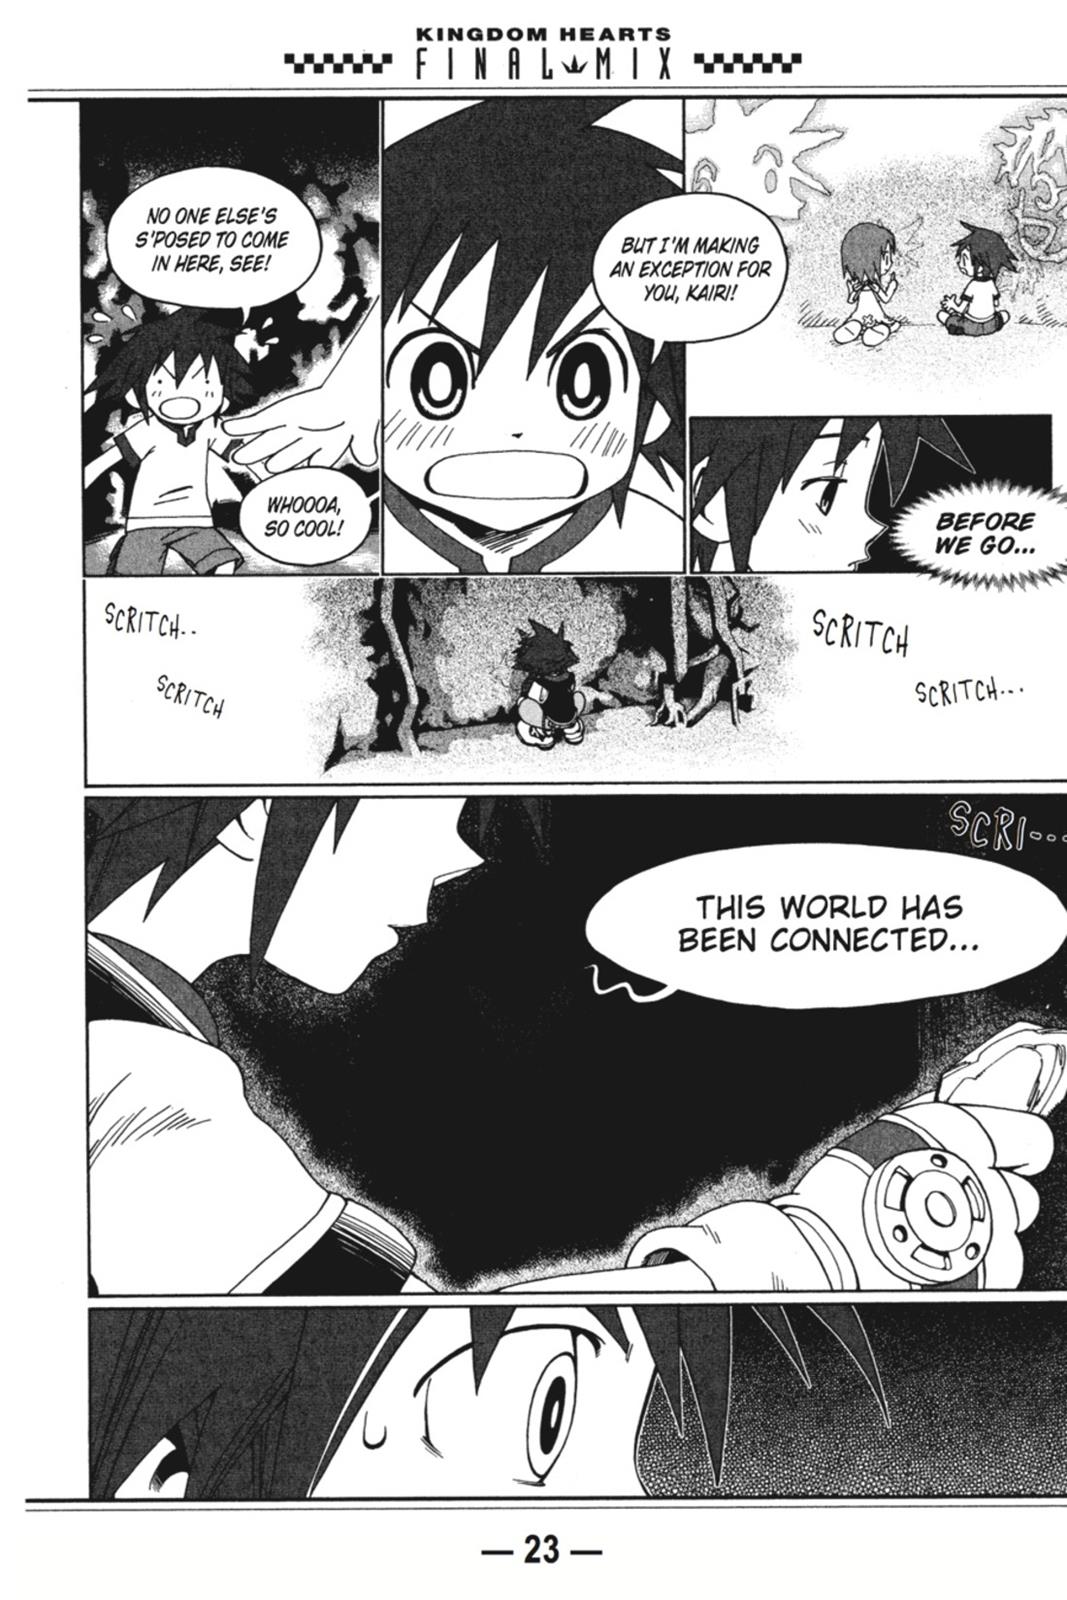 KINGDOM HEARTS
FINAL MIX
NO ONE ELSE'S
S'POSED TO COME
IN HERE, SEE!
WHOOOA,
SO COOL!
BUT I'M MAKING
AN EXCEPTION FOR
YOU, KAIRI!
BEFORE
WE GO...
SCRITCH--
SCRITCH
SCRITCH
SCRITCH---
SCRI---
THIS WORLD HAS
BEEN CONNECTED...
— 23 —